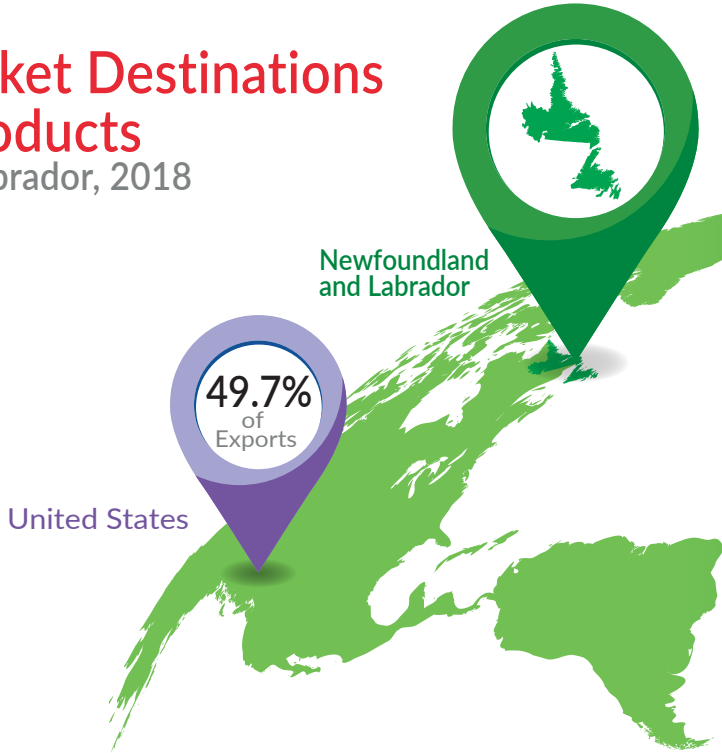 ket Destinations
oducts
brador, 2018
Newfoundland
and Labrador
49.7%
of
Exports
United States